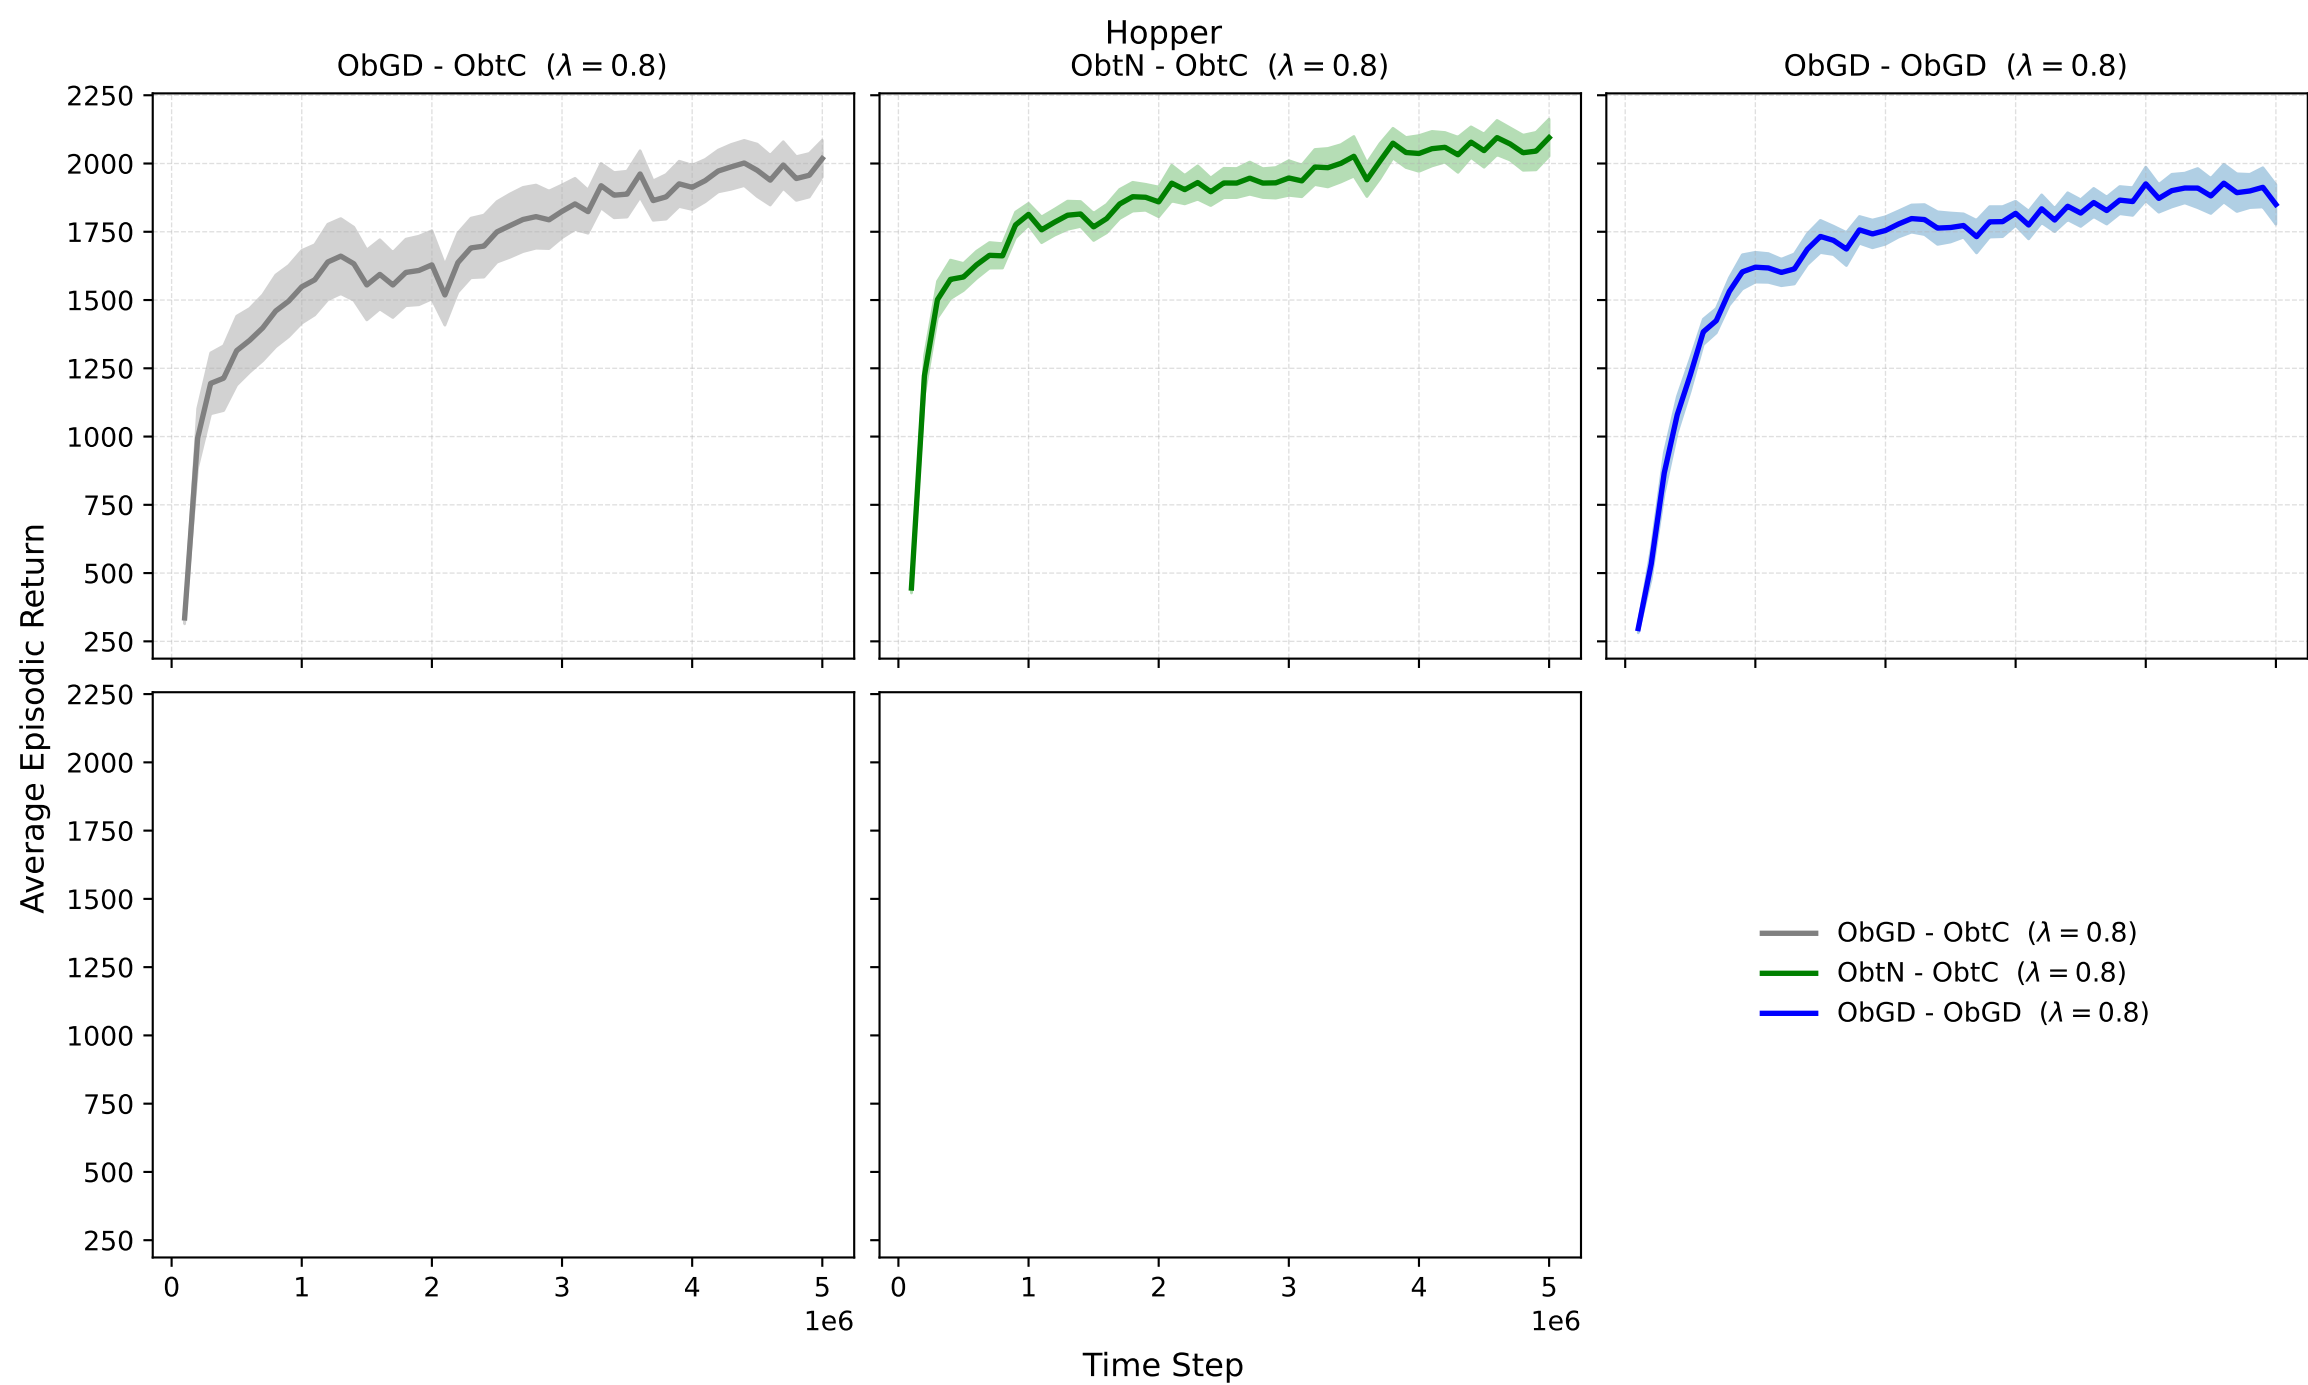 Hopper
ObGD - ObtC (λ = 0.8)
ObtN - ObtC (λ = 0.8)
ObGD - ObGD (λ = 0.8)
Average Episodic Return
2250
2000
1750
1500
1250
1000
750
500
250
2250
2000
1750
1500
1250
1000
750
500
250
0 1 2 3 4 5
1e6
0 1 2 3 4 5
1e6
ObGD - ObtC (λ = 0.8)
ObtN - ObtC (λ = 0.8)
ObGD - ObGD (λ = 0.8)
Time Step